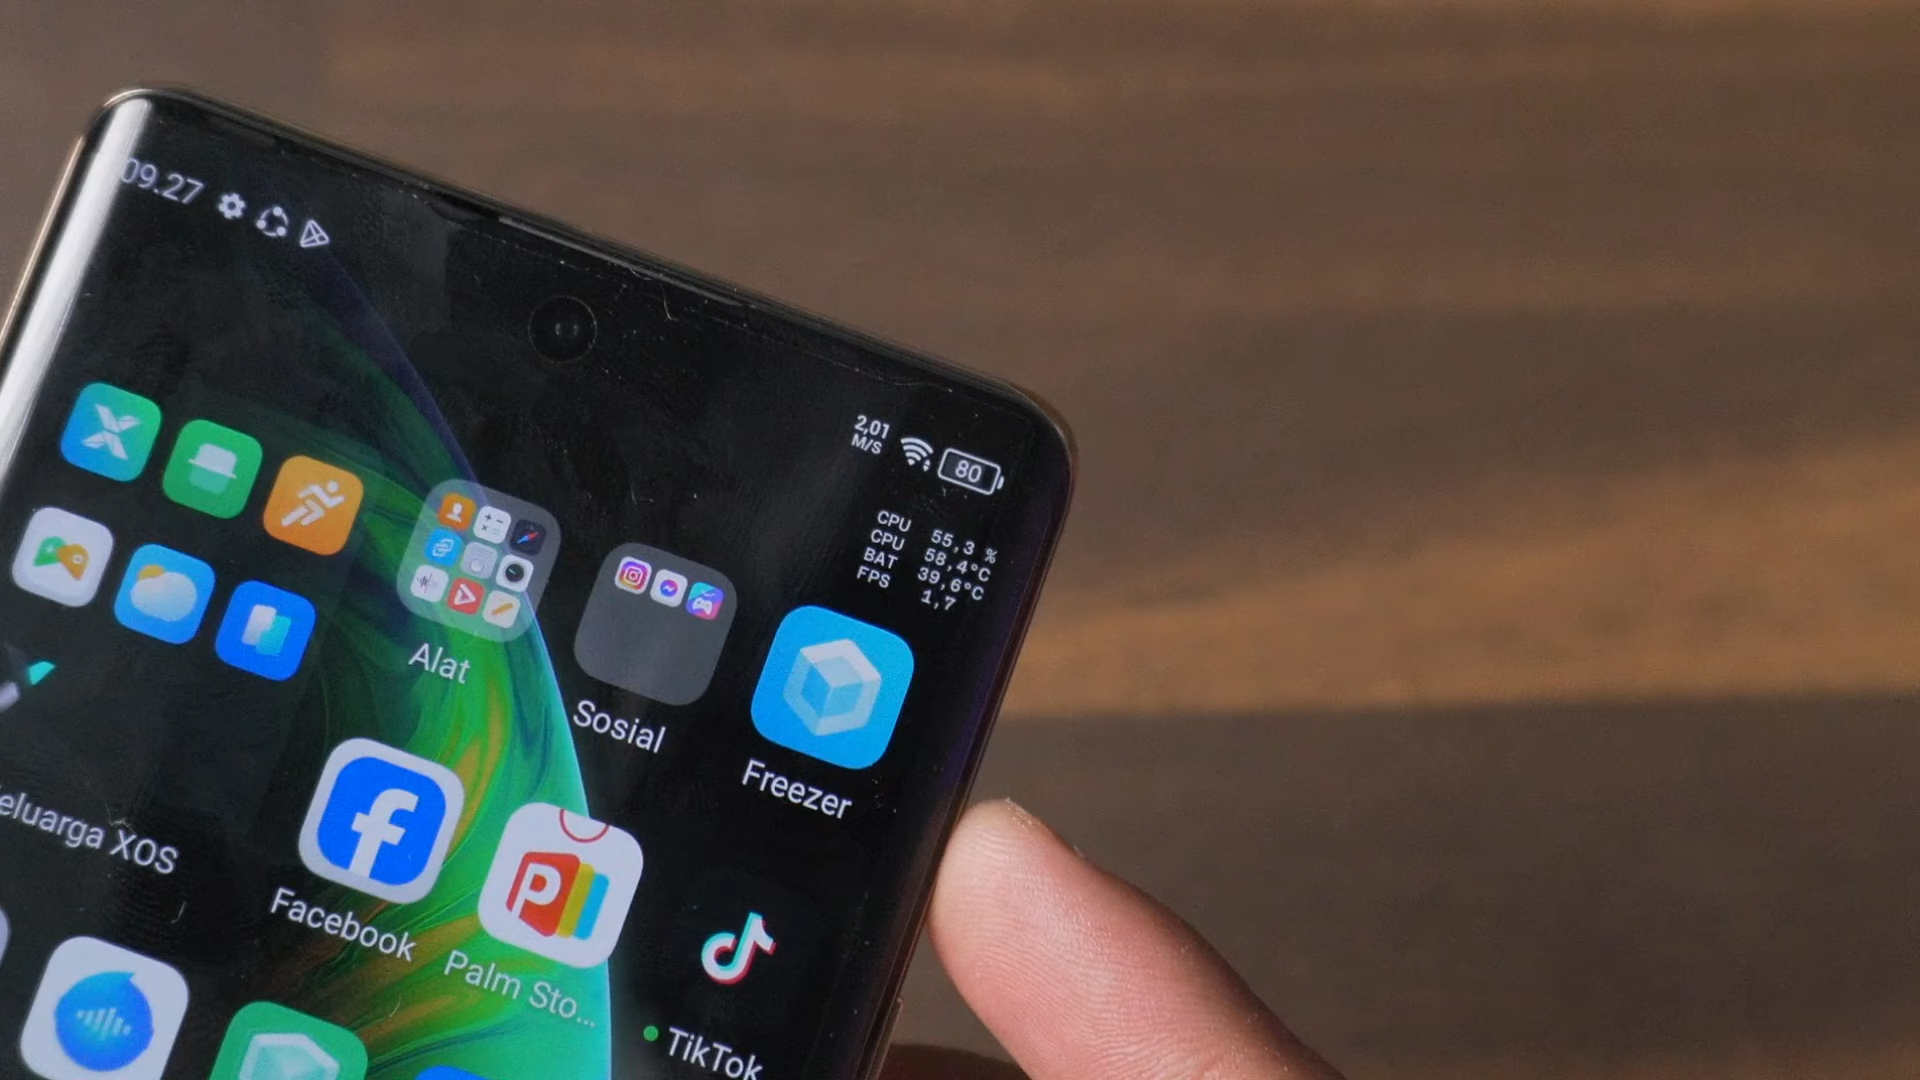 09.27
2,01
M/S
80
CPU 55,3 %
CPU 58,4°C
BAT 39,6°C
FPS 1,7
Alat
Sosial
Freezer
eluarga XOS
Facebook
Palm Sto...
TikTok